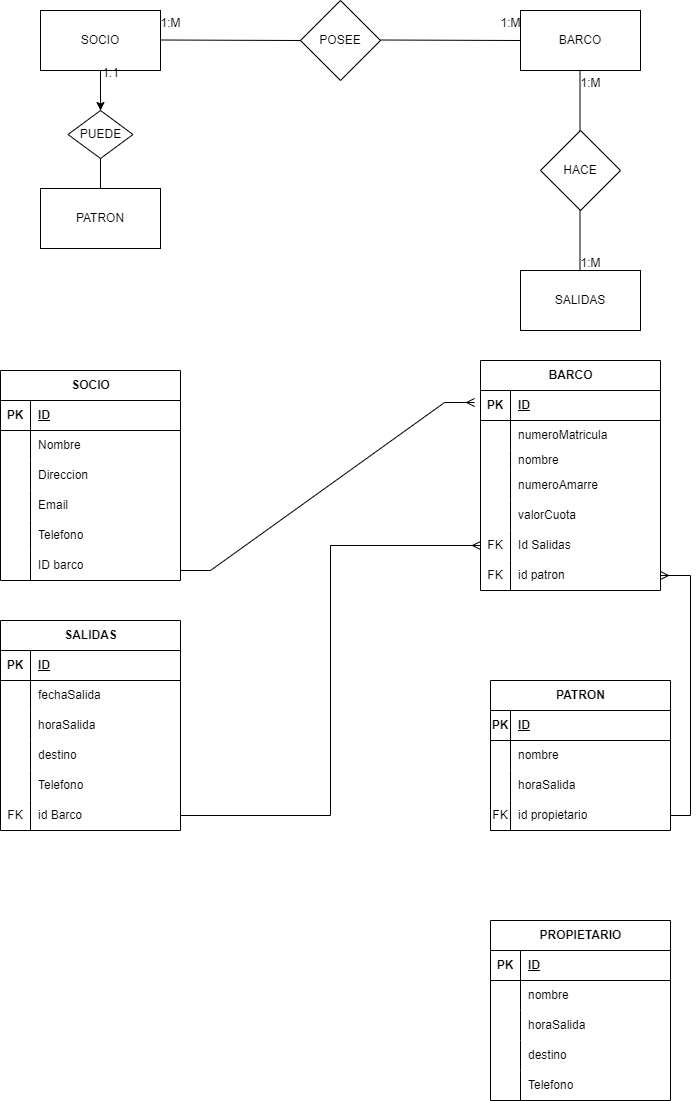 1:M
SOCIO
POSEE
1:M
BARCO
1:1
PUEDE
PATRON
1:M
HACE
1:M
SALIDAS
SOCIO
PK ID
Nombre
Direccion
Email
Telefono
ID barco
BARCO
PK ID
numeroMatricula
nombre
numeroAmarre
valorCuota
FK Id Salidas
FK id patron
SALIDAS
PK ID
fechaSalida
horaSalida
destino
Telefono
FK id Barco
PATRON
PK ID
nombre
horaSalida
FK id propietario
PROPIETARIO
PK ID
nombre
horaSalida
destino
Telefono